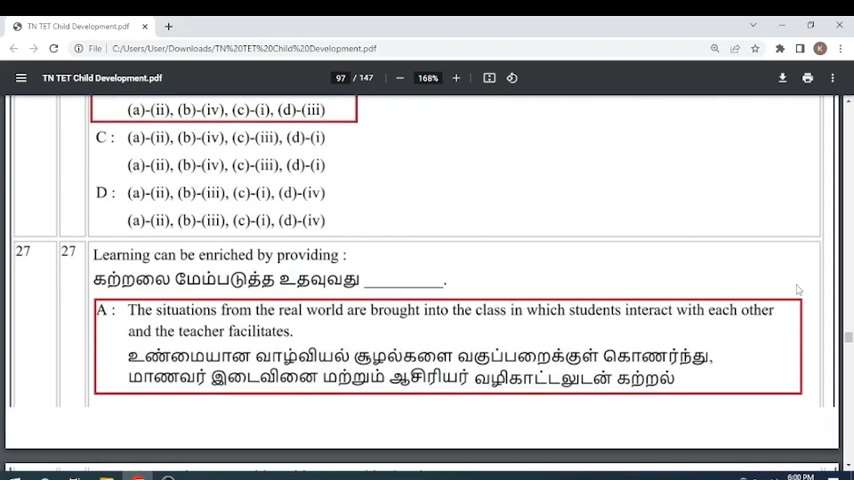 TN TET Child Development.pdf
File
C:/Users/User/Downloads/TN%20TET%20Child%20Development.pdf
K
TN TET Child Development.pdf
97 / 147
168%
(a)-(ii), (b)-(iv), (c)-(i), (d)-(iii)
C : (a)-(ii), (b)-(iv), (c)-(iii), (d)-(i)
(a)-(ii), (b)-(iv), (c)-(iii), (d)-(i)
D : (a)-(ii), (b)-(iii), (c)-(i), (d)-(iv)
(a)-(ii), (b)-(iii), (c)-(i), (d)-(iv)
27 27 Learning can be enriched by providing :
கற்றலை மேம்படுத்த உதவுவது __________.
A : The situations from the real world are brought into the class in which students interact with each other
and the teacher facilitates.
உண்மையான வாழ்வியல் சூழல்களை வகுப்பறைக்குள் கொணர்ந்து,
மாணவர் இடைவினை மற்றும் ஆசிரியர் வழிகாட்டலுடன் கற்றல்
6:00 PM